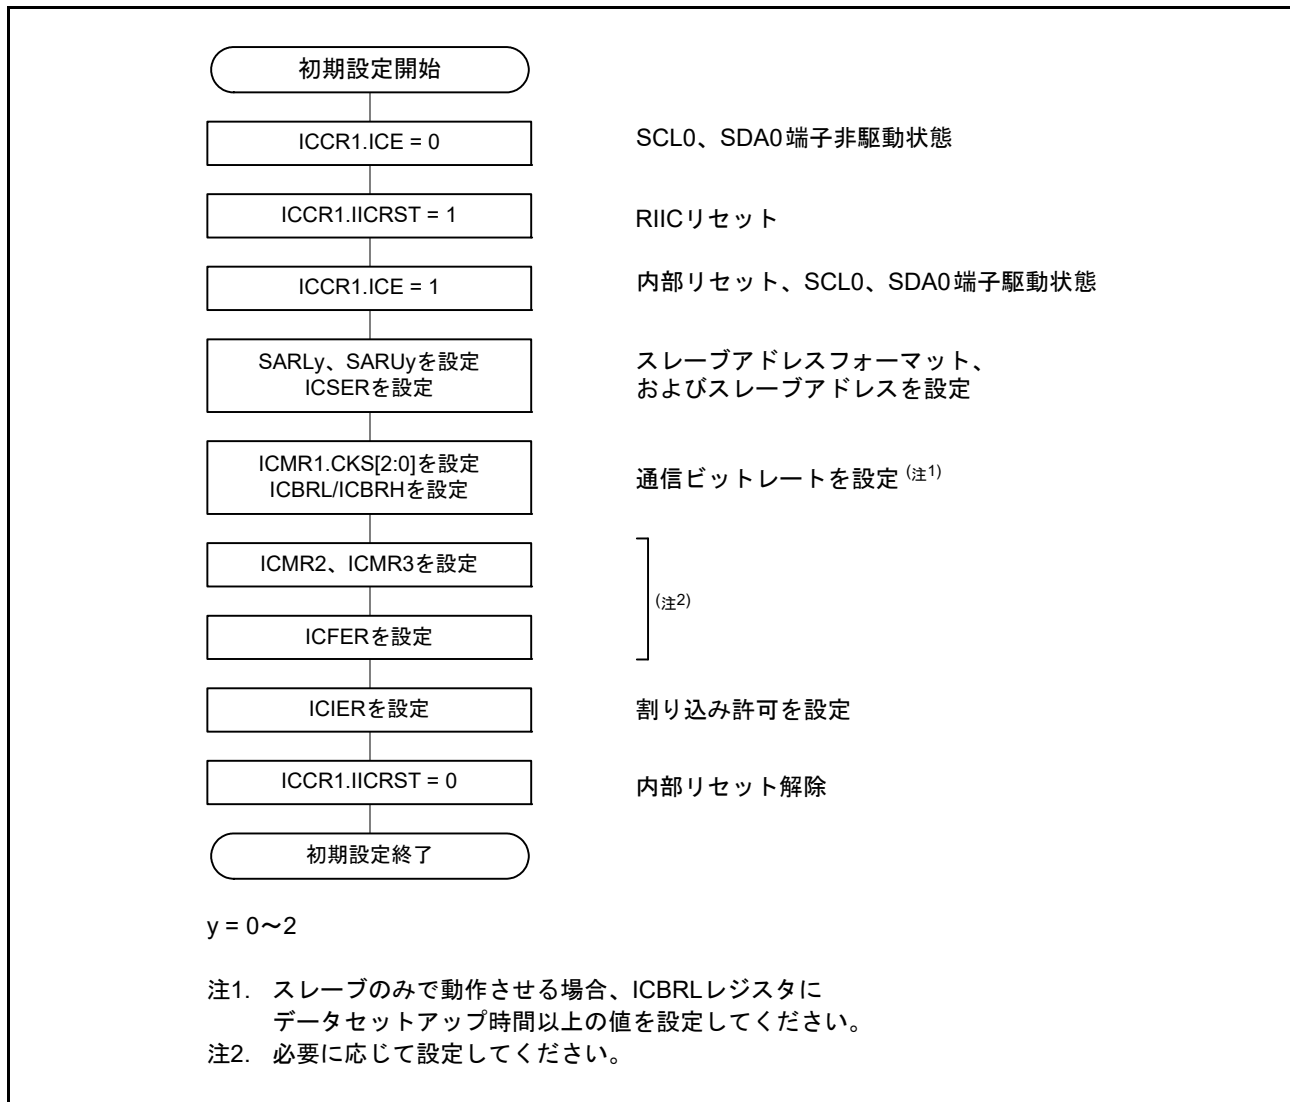 初期設定開始
ICCR1.ICE = 0
SCL0、SDA0端子非駆動状態
ICCR1.IICRST = 1
RIICリセット
ICCR1.ICE = 1
内部リセット、SCL0、SDA0端子駆動状態
SARLy、SARUyを設定
ICSERを設定
スレーブアドレスフォーマット、
およびスレーブアドレスを設定
ICMR1.CKS[2:0]を設定
ICBRL/ICBRHを設定
通信ビットレートを設定 (注1)
ICMR2、ICMR3を設定
(注2)
ICFERを設定
ICIERを設定
割り込み許可を設定
ICCR1.IICRST = 0
内部リセット解除
初期設定終了
y = 0～2
注1. スレーブのみで動作させる場合、ICBRLレジスタに
データセットアップ時間以上の値を設定してください。
注2. 必要に応じて設定してください。